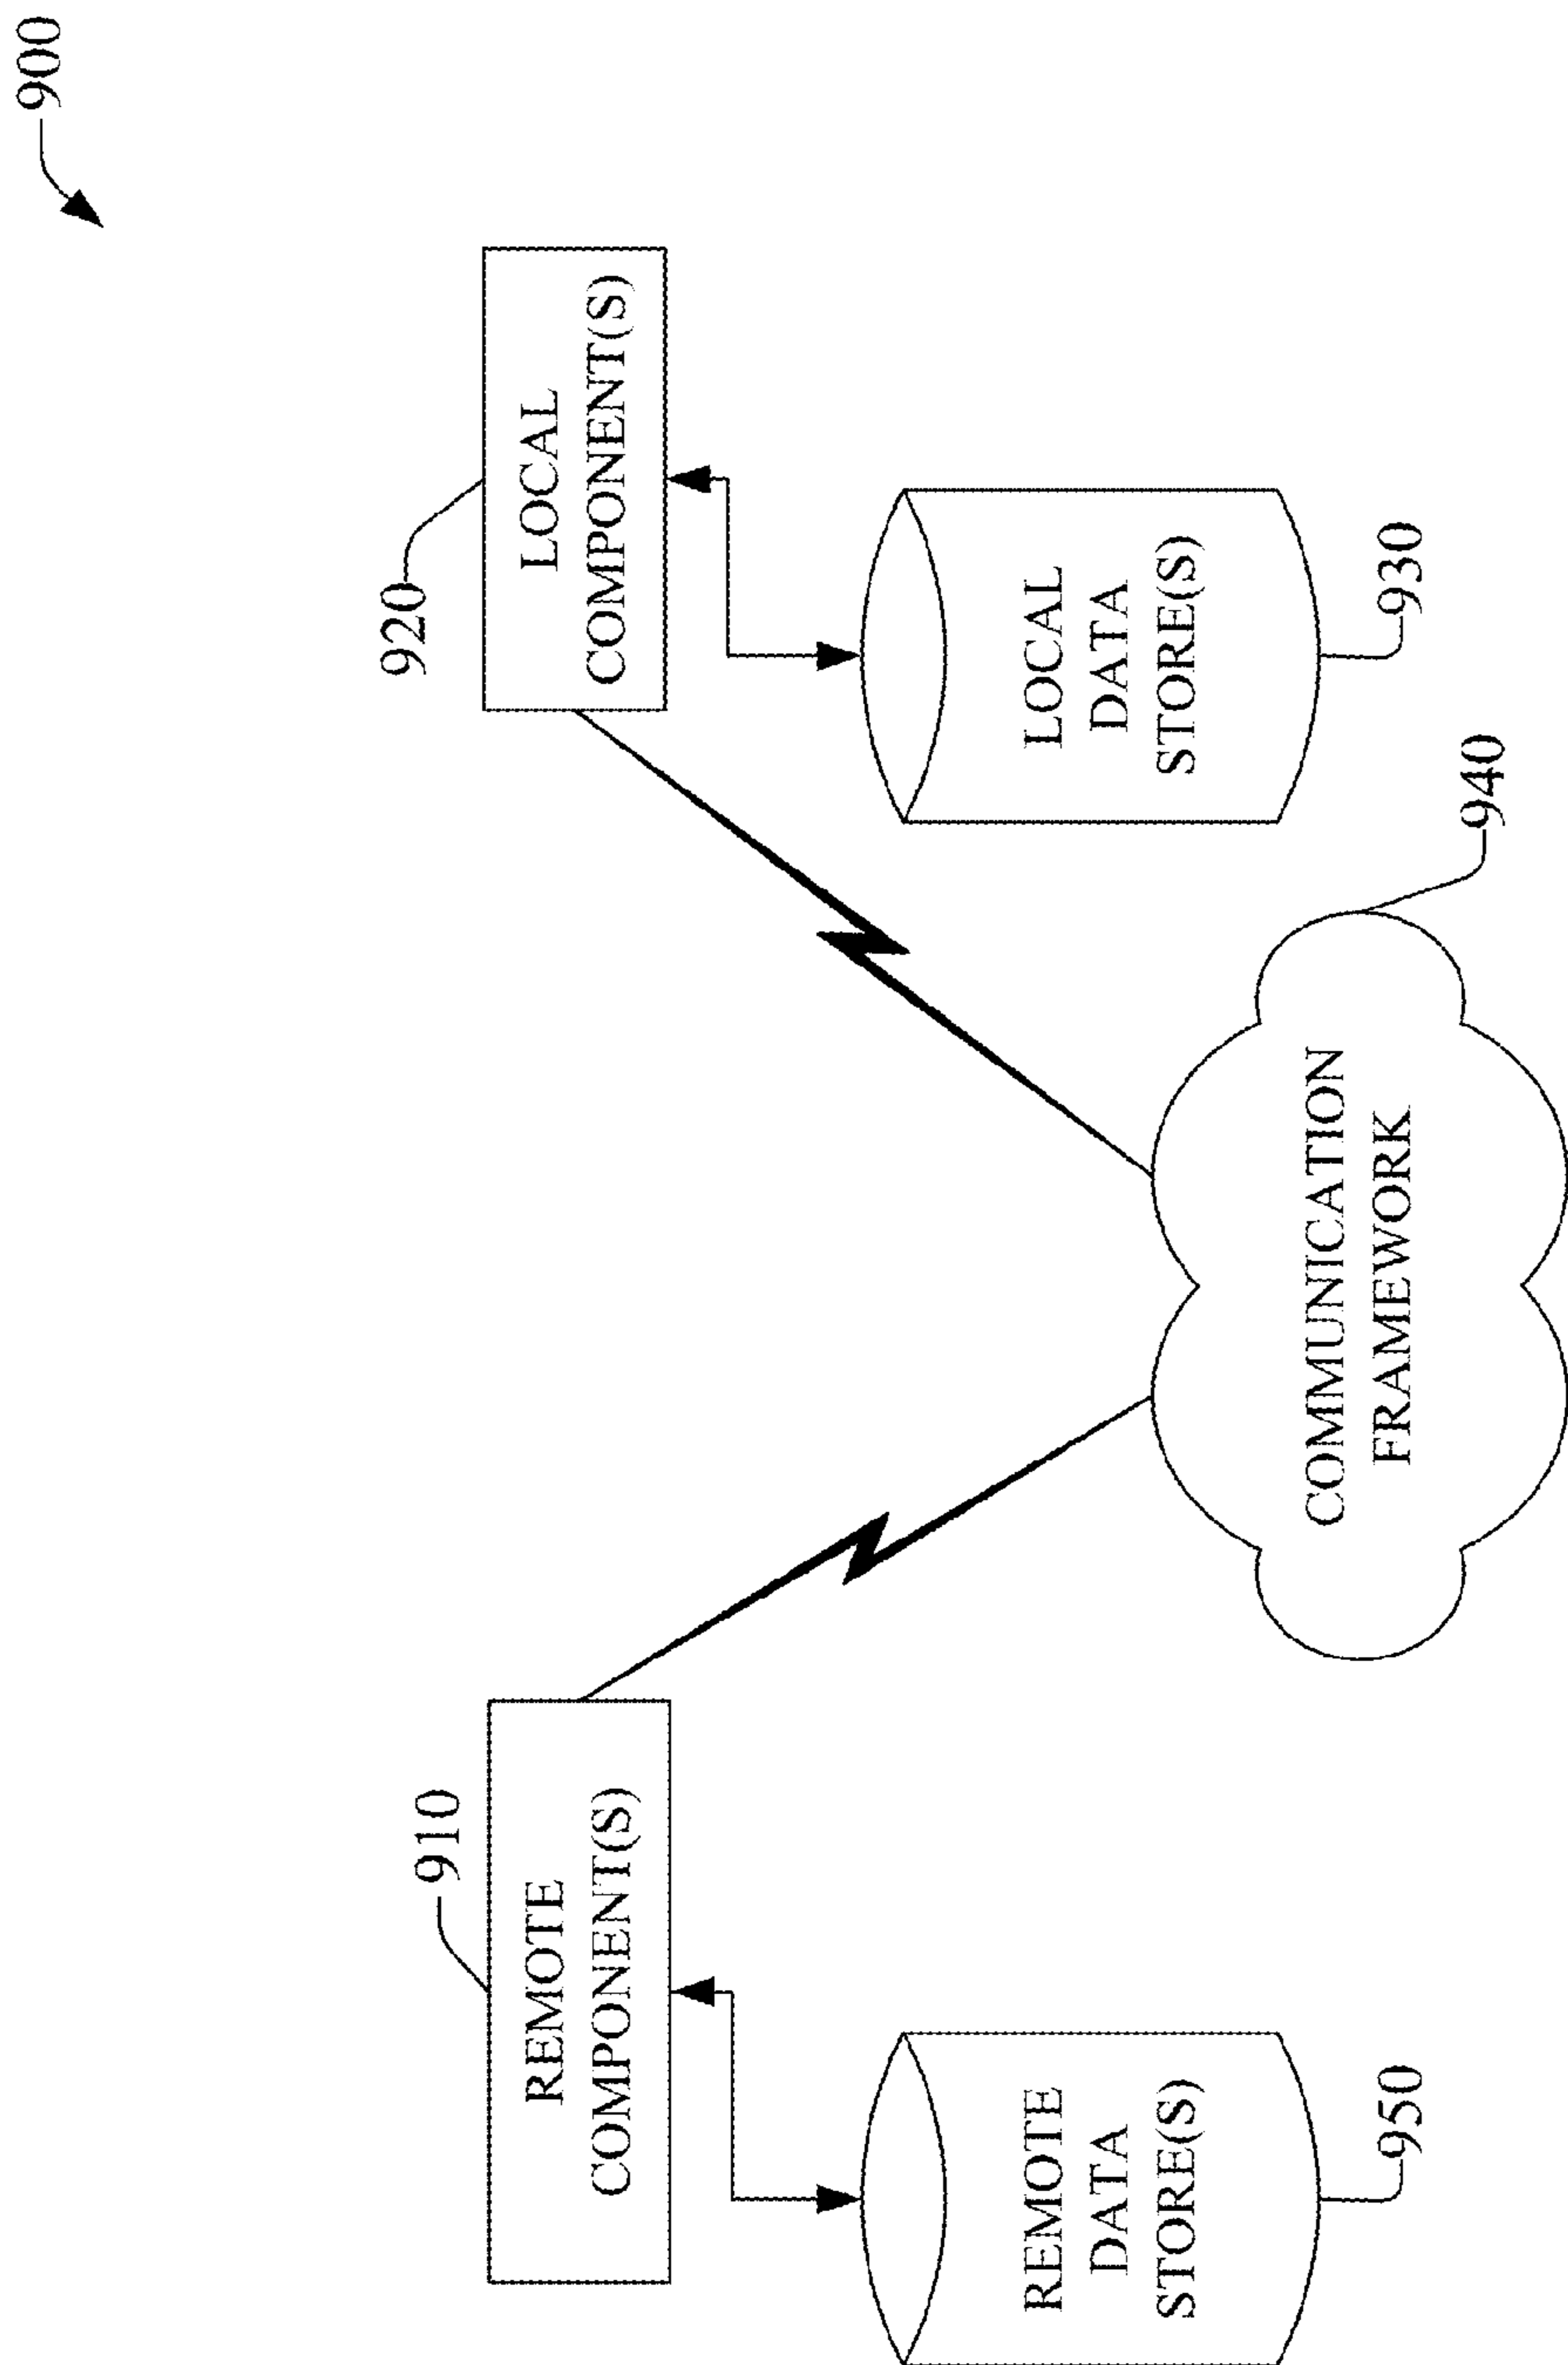 900
910
920
REMOTE
COMPONENT(S)
LOCAL
COMPONENT(S)
REMOTE
DATA
STORE(S)
LOCAL
DATA
STORE(S)
COMMUNICATION
FRAMEWORK
950
930
940